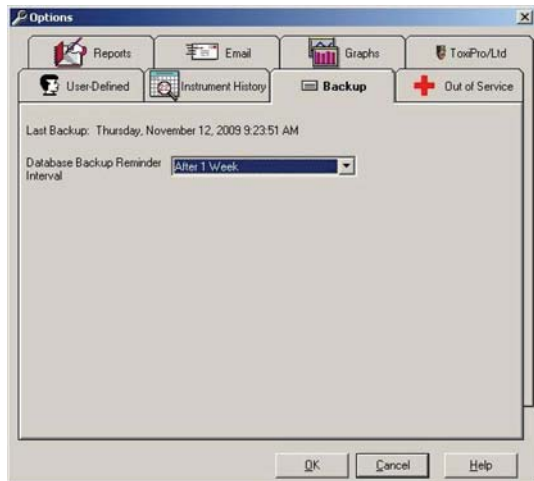 Options
Reports
Email
Graphs
ToxiPro/Ltd
User-Defined
Instrument History
Backup
Out of Service
Last Backup: Thursday, November 12, 2009 9:23:51 AM
Database Backup Reminder
Interval
After 1 Week
OK
Cancel
Help